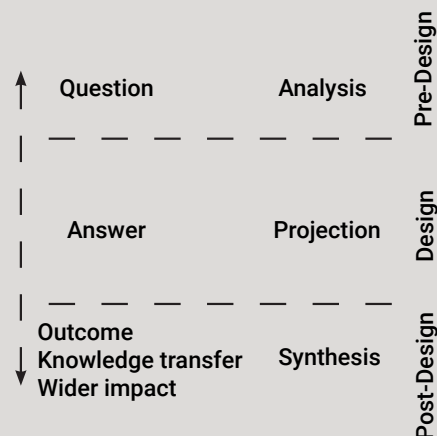 Question
Analysis
Pre-Design
Answer
Projection
Design
Outcome
Knowledge transfer
Wider impact
Synthesis
Post-Design